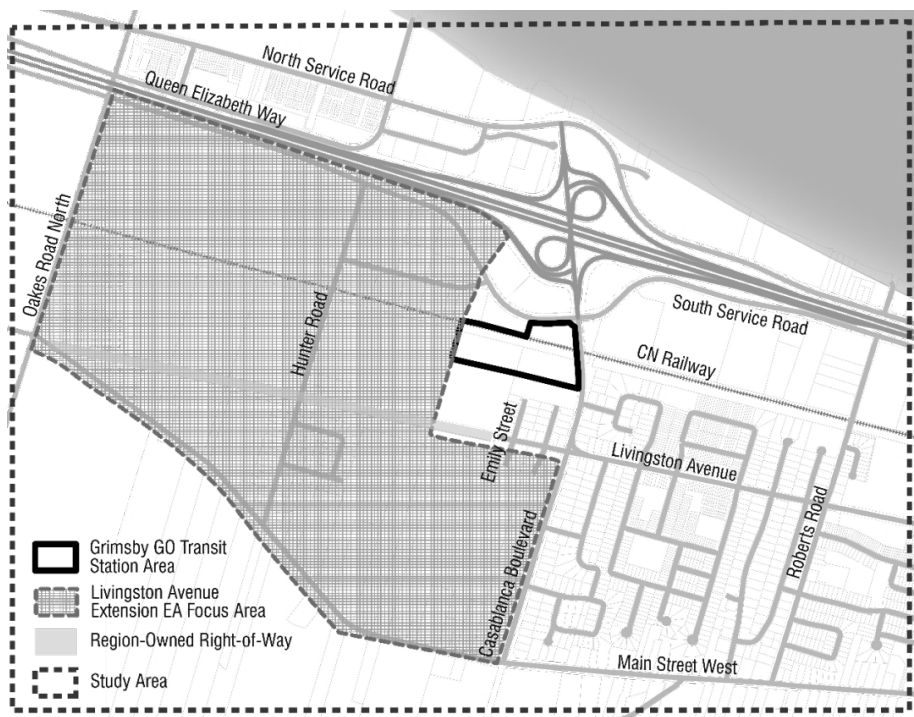 North Service Road
Queen Elizabeth Way
Oakes Road North
Hunter Road
South Service Road
CN Railway
Emily Street
Livingston Avenue
Roberts Road
Casablanca Boulevard
Main Street West
Grimsby GO Transit
Station Area
Livingston Avenue
Extension EA Focus Area
Region-Owned Right-of-Way
Study Area